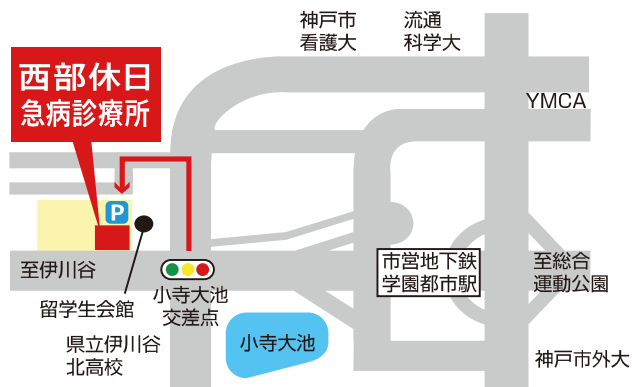 神戸市
看護大
流通
科学大
西部休日
急病診療所
YMCA
P
至伊川谷
留学生会館
小寺大池
交差点
県立伊川谷
北高校
小寺大池
市営地下鉄
学園都市駅
至総合
運動公園
神戸市外大